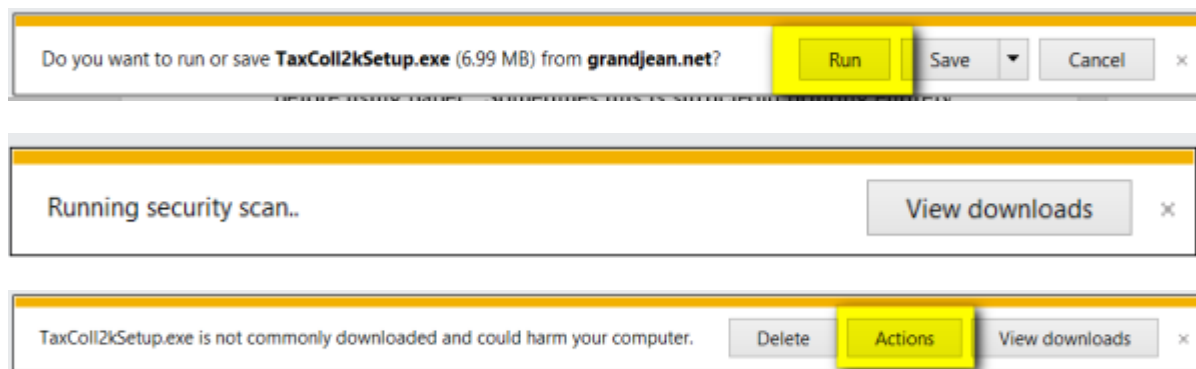 Do you want to run or save TaxColl2kSetup.exe (6.99 MB) from grandjean.net? Run Save Cancel
Running security scan.. View downloads
TaxColl2kSetup.exe is not commonly downloaded and could harm your computer. Delete Actions View downloads